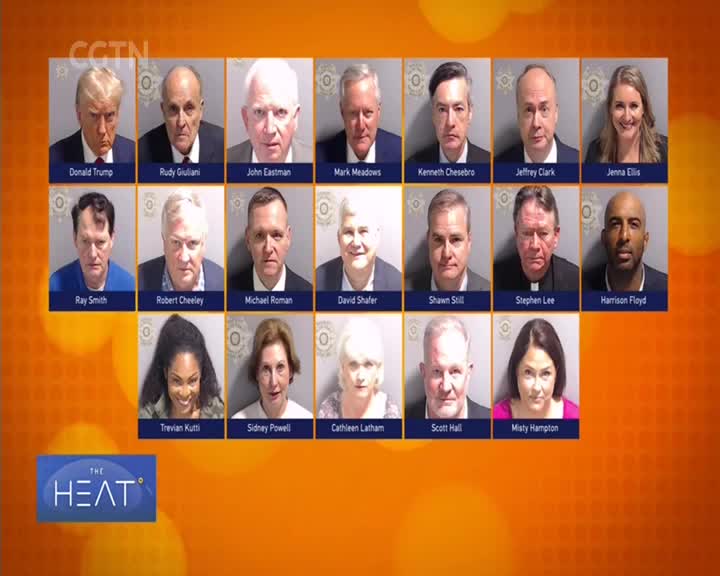 CGTN
Donald Trump
Rudy Giuliani
John Eastman
Mark Meadows
Kenneth Chesebro
Jeffrey Clark
Jenna Ellis
Ray Smith
Robert Cheeley
Michael Roman
David Shafer
Shawn Still
Stephen Lee
Harrison Floyd
Trevian Kutti
Sidney Powell
Cathleen Latham
Scott Hall
Misty Hampton
THE
HEAT